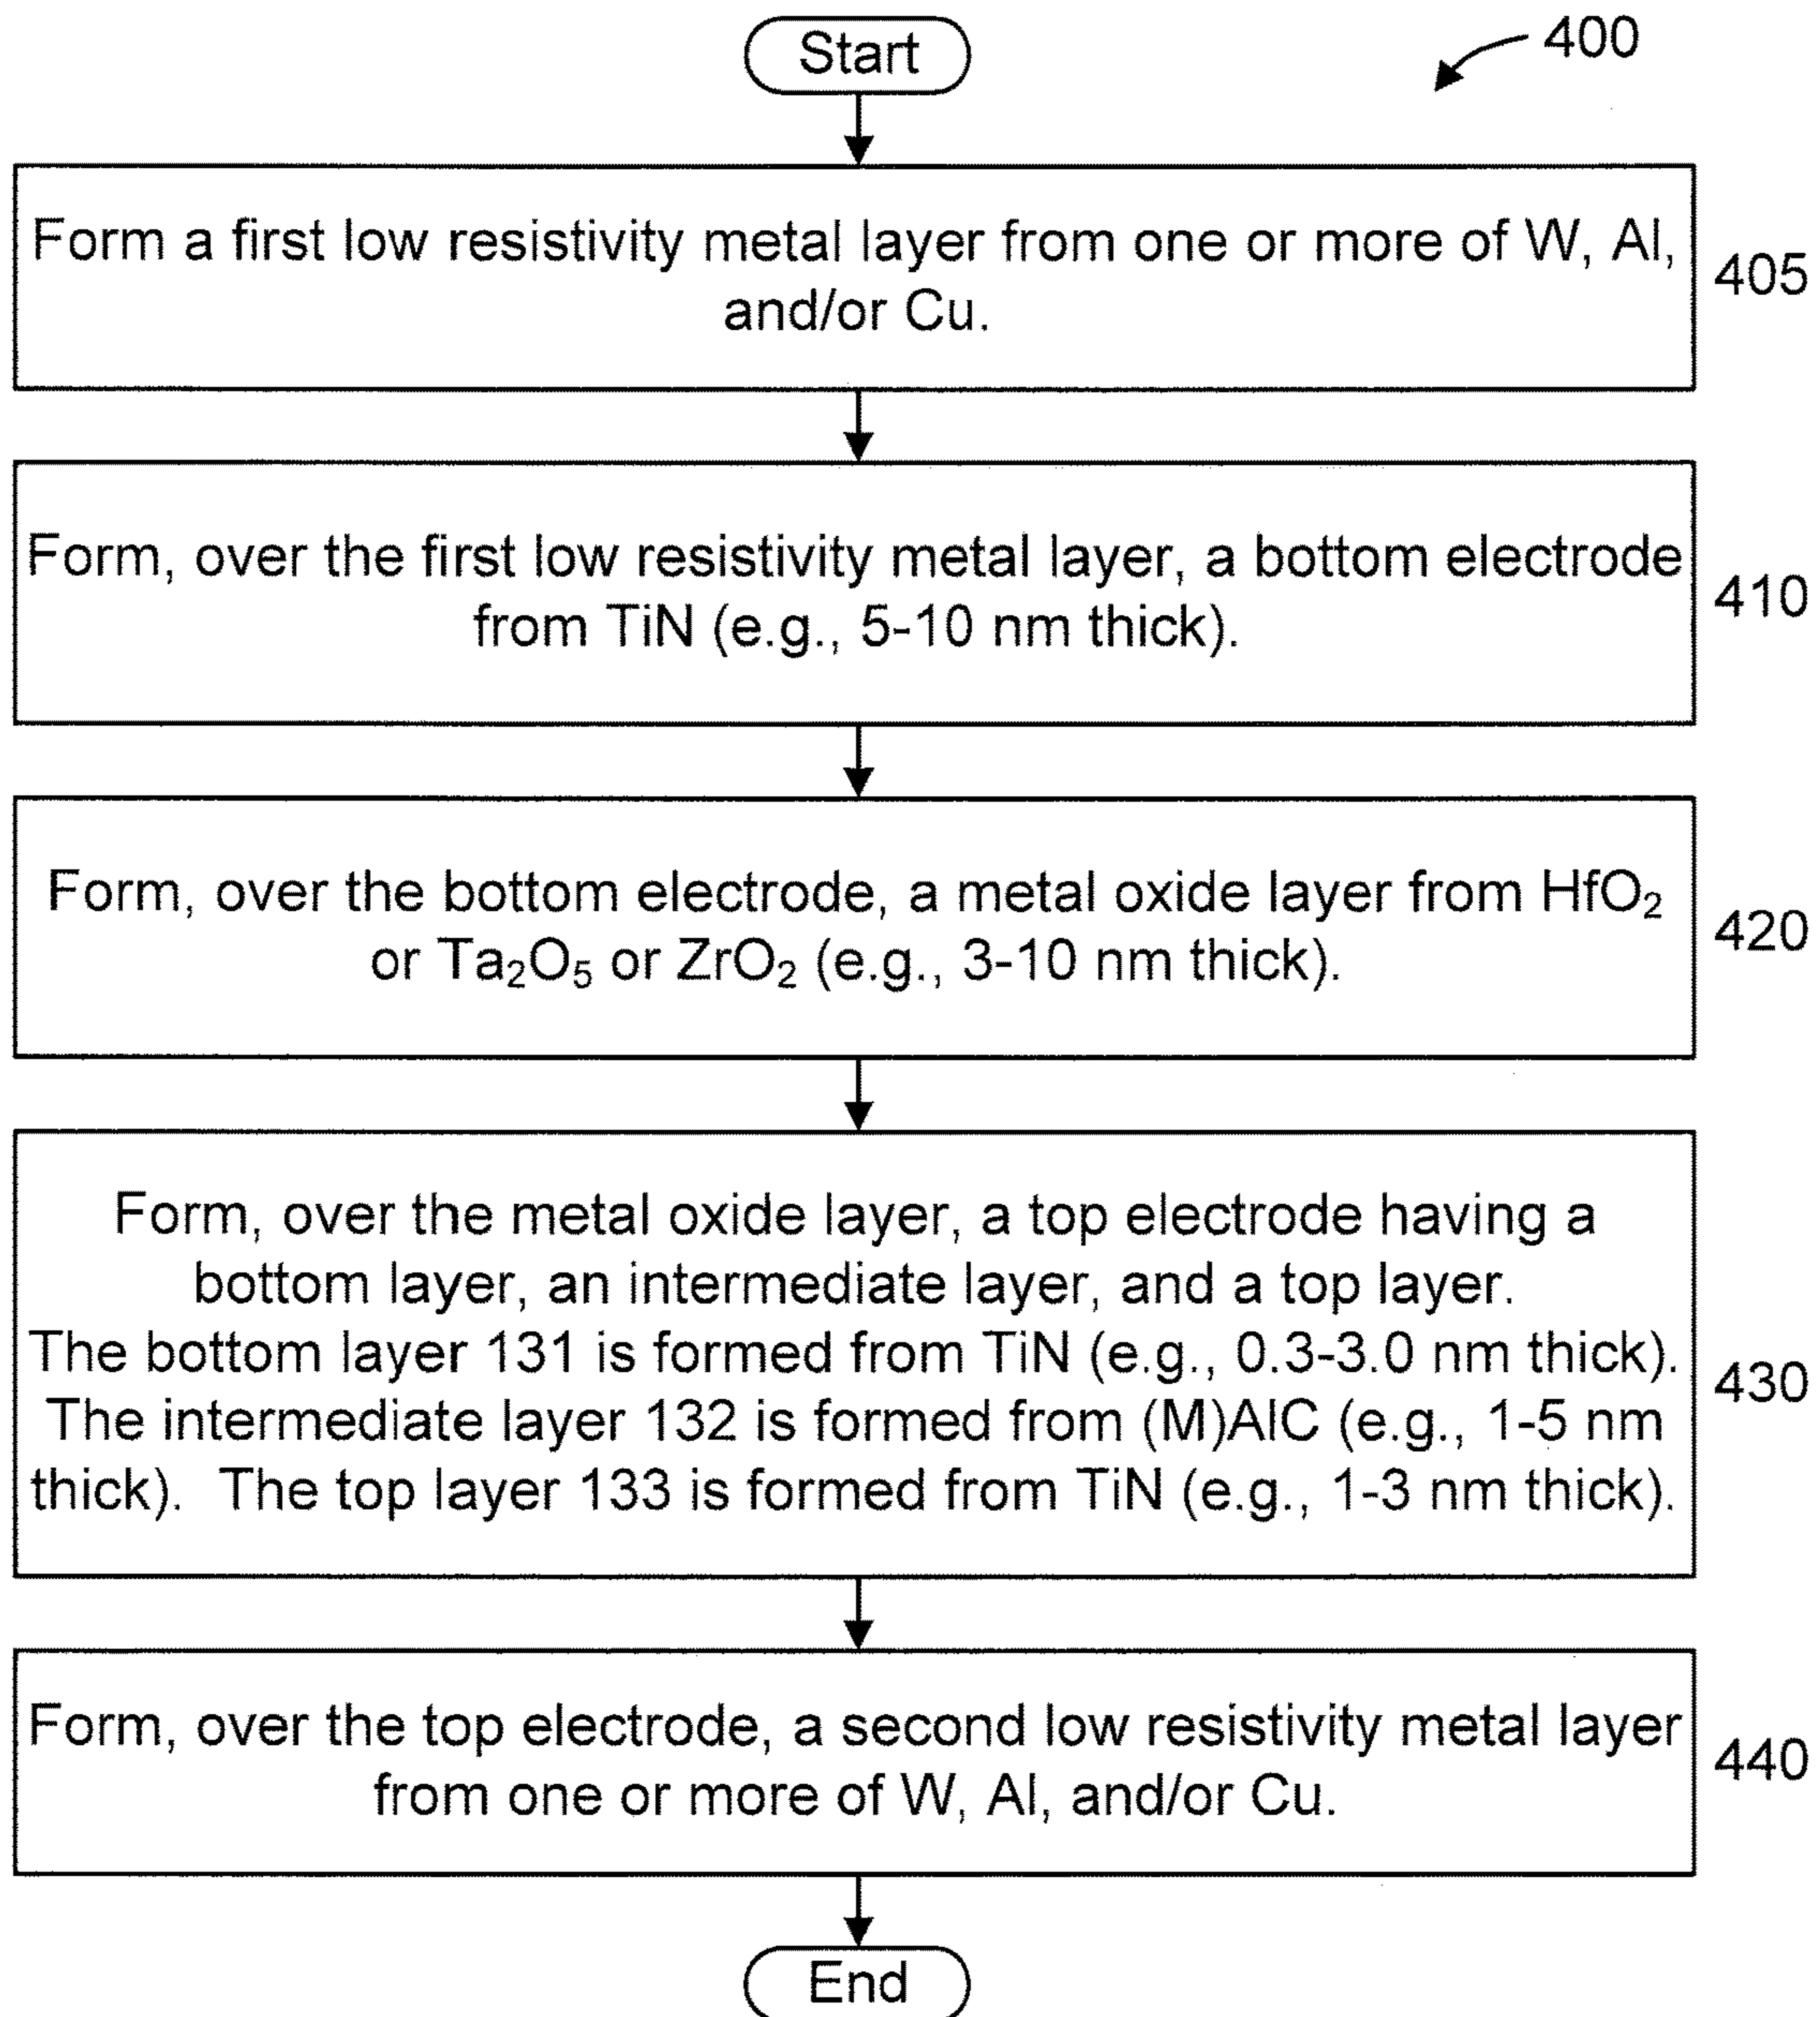 Start
400
Form a first low resistivity metal layer from one or more of W, Al,
and/or Cu.
405
Form, over the first low resistivity metal layer, a bottom electrode
from TiN (e.g., 5-10 nm thick).
410
Form, over the bottom electrode, a metal oxide layer from HfO₂
or Ta₂O₅ or ZrO₂ (e.g., 3-10 nm thick).
420
Form, over the metal oxide layer, a top electrode having a
bottom layer, an intermediate layer, and a top layer.
The bottom layer 131 is formed from TiN (e.g., 0.3-3.0 nm thick).
The intermediate layer 132 is formed from (M)AlC (e.g., 1-5 nm
thick). The top layer 133 is formed from TiN (e.g., 1-3 nm thick).
430
Form, over the top electrode, a second low resistivity metal layer
from one or more of W, Al, and/or Cu.
440
End